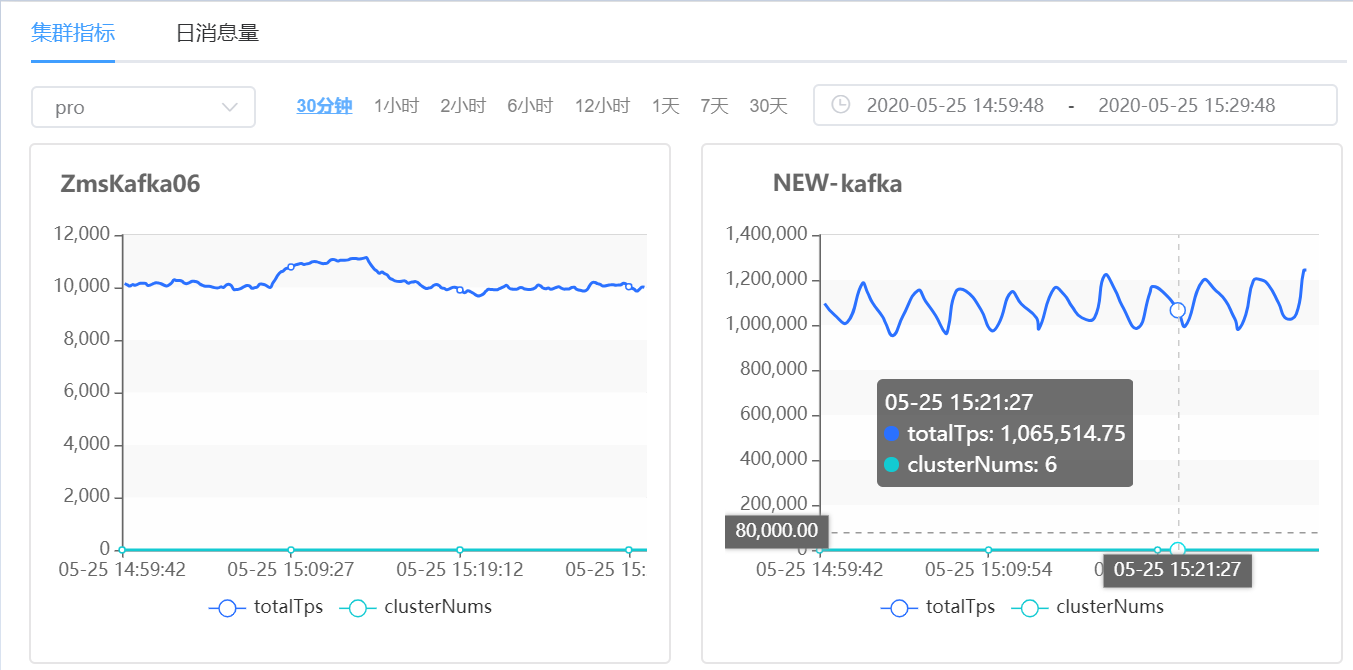 集群指标 日消息量
pro 30分钟 1小时 2小时 6小时 12小时 1天 7天 30天 2020-05-25 14:59:48 - 2020-05-25 15:29:48
ZmsKafka06
12,000
10,000
8,000
6,000
4,000
2,000
0
05-25 14:59:42 05-25 15:09:27 05-25 15:19:12 05-25 15:
totalTps clusterNums
NEW-kafka
1,400,000
1,200,000
1,000,000
800,000
600,000
400,000
200,000
80,000.00
0
05-25 15:21:27
totalTps: 1,065,514.75
clusterNums: 6
05-25 14:59:42 05-25 15:09:54 0 05-25 15:21:27
totalTps clusterNums